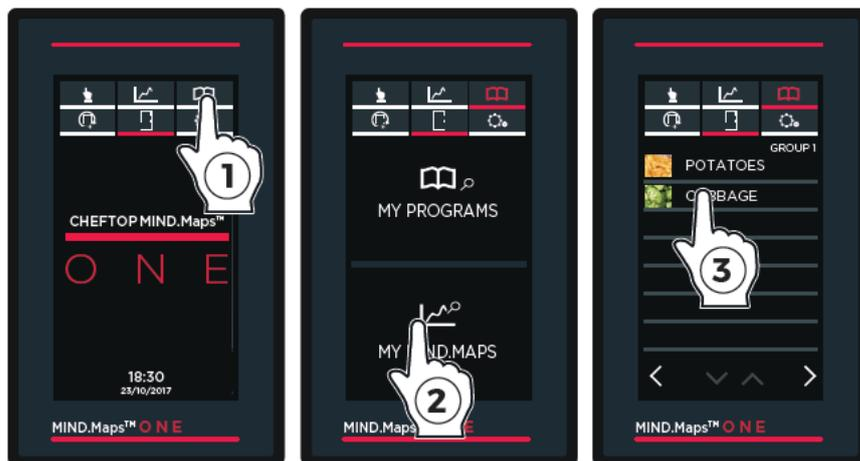 CHEFTOP MIND.Maps™
O N E
18:30
23/10/2017
MIND.Maps™ O N E
1
MY PROGRAMS
MY
MIND.Maps
2
GROUP 1
POTATOES
3
MIND.Maps™ O N E